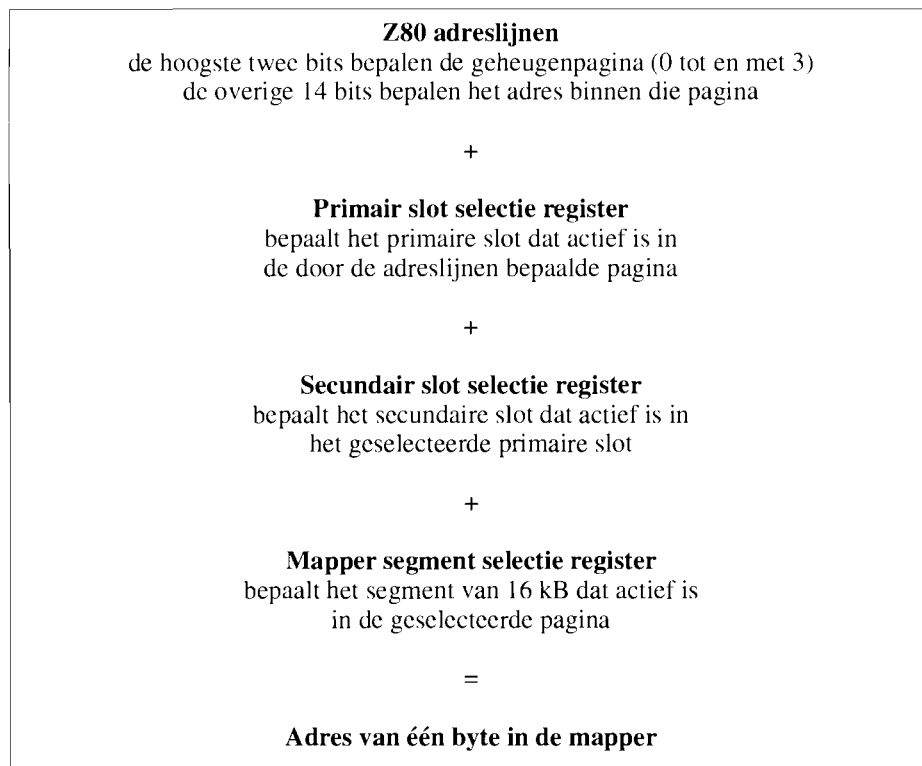 Z80 adreslijnen
de hoogste twee bits bepalen de geheugenpagina (0 tot en met 3)
de overige 14 bits bepalen het adres binnen die pagina
+
Primair slot selectie register
bepaalt het primaire slot dat actief is in
de door de adreslijnen bepaalde pagina
+
Secundair slot selectie register
bepaalt het secundaire slot dat actief is in
het geselecteerde primaire slot
+
Mapper segment selectie register
bepaalt het segment van 16 kB dat actief is
in de geselecteerde pagina
=
Adres van één byte in de mapper